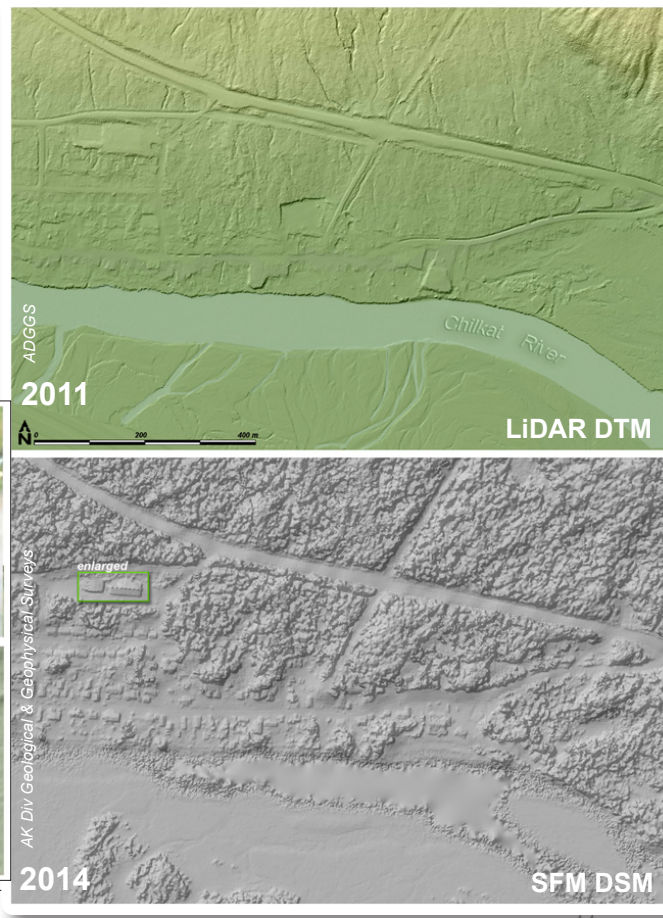 ADGGS
Chilkat River
2011
N
0 200 400 m
LiDAR DTM
enlarged
AK Div Geological & Geophysical Surveys
2014
SFM DSM